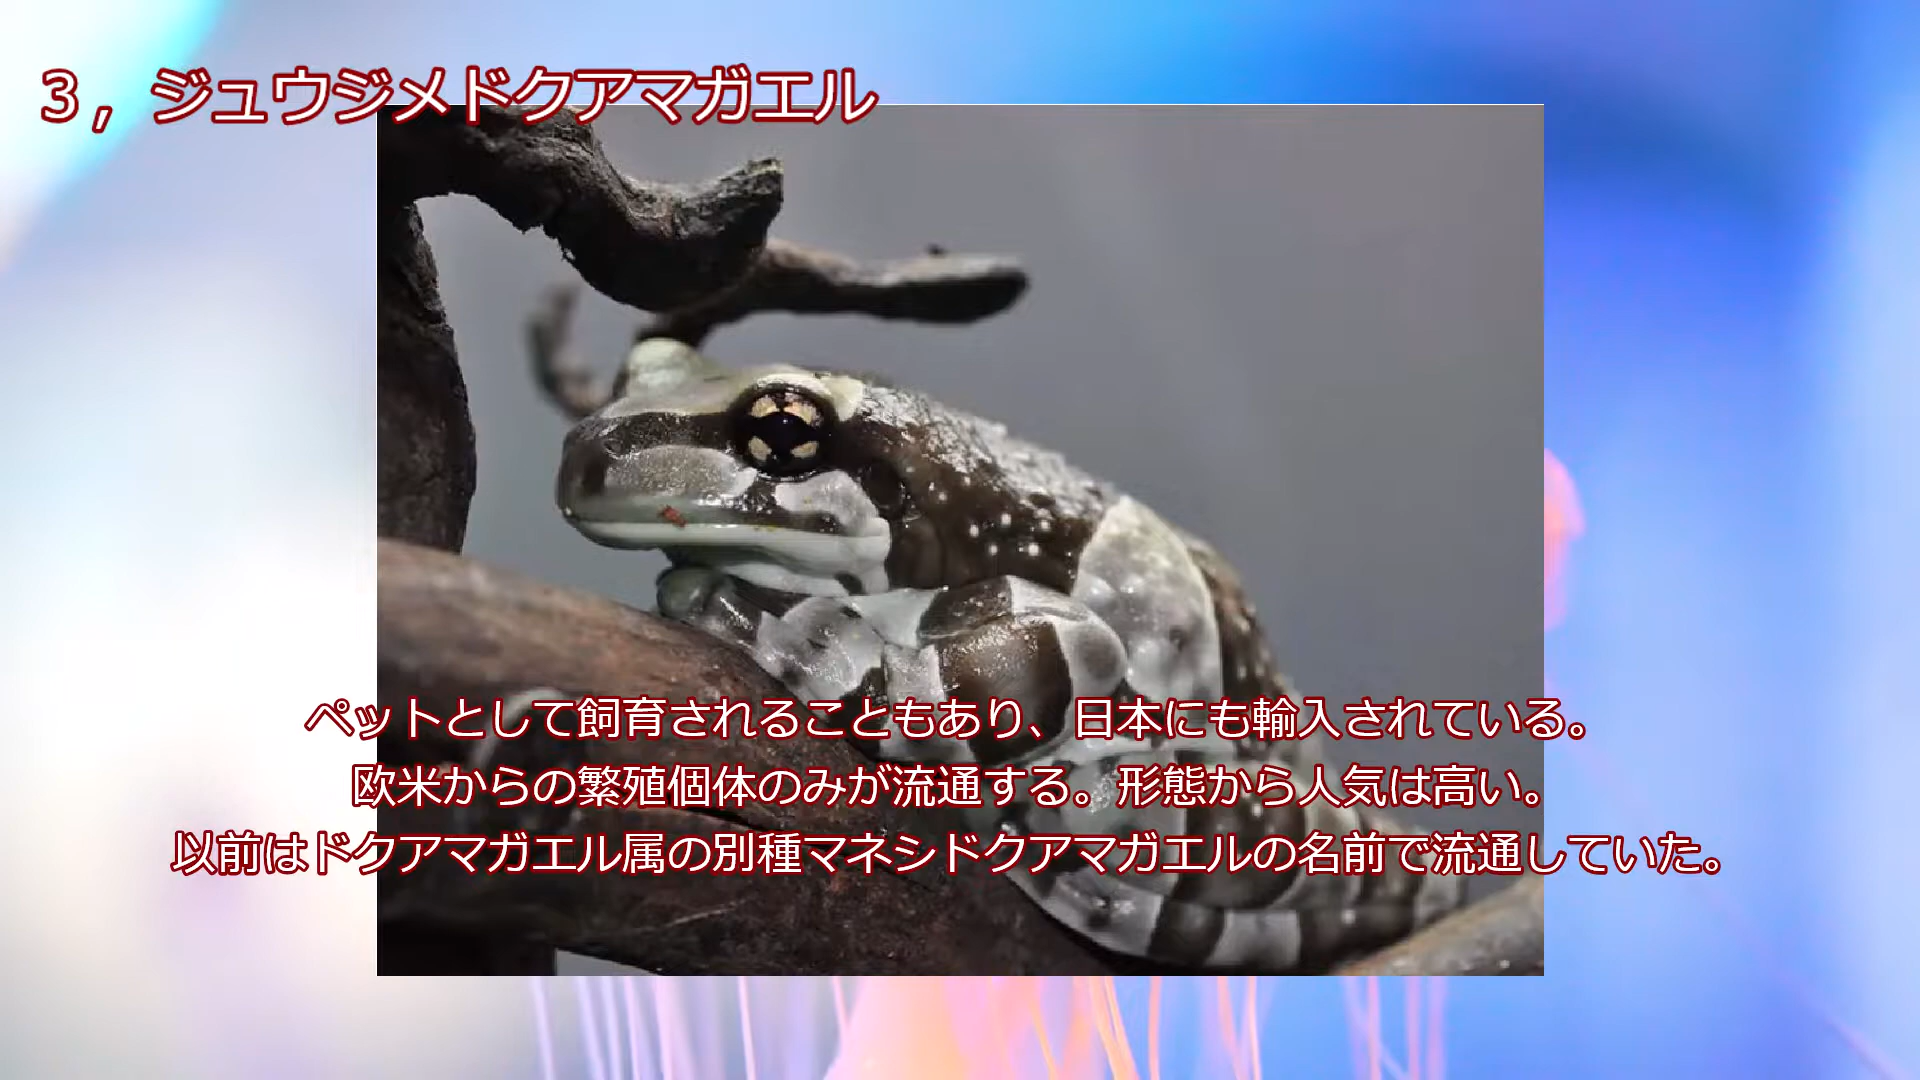 ３，ジュウジメドクアマガエル
ペットとして飼育されることもあり、日本にも輸入されている。
欧米からの繁殖個体のみが流通する。形態から人気は高い。
以前はドクアマガエル属の別種マネシドクアマガエルの名前で流通していた。